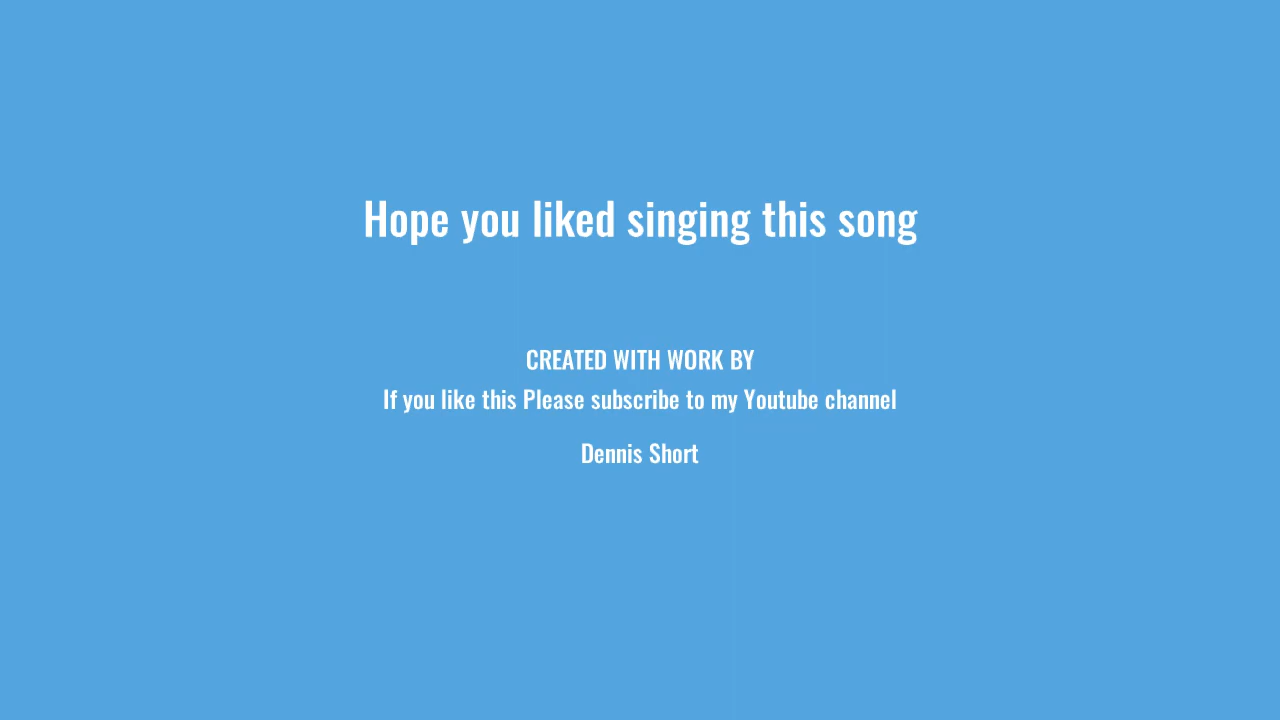 Hope you liked singing this song
CREATED WITH WORK BY
If you like this Please subscribe to my Youtube channel
Dennis Short